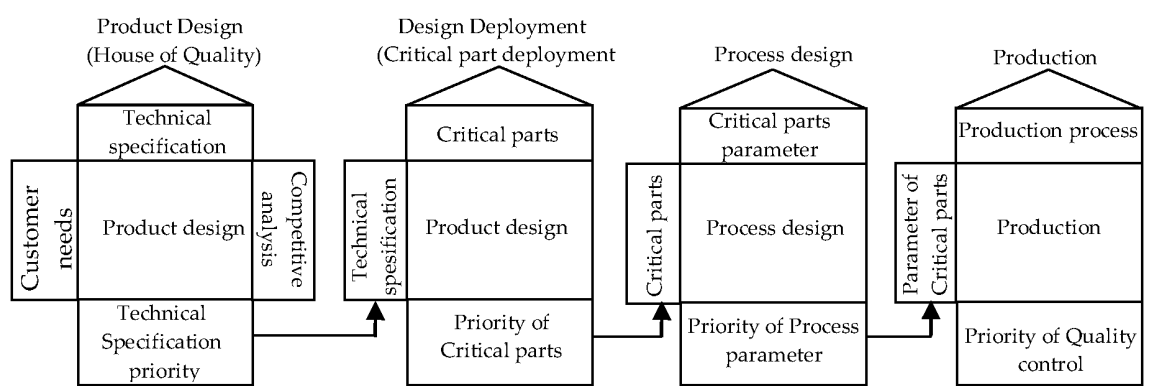 Product Design
(House of Quality)
Technical
specification
Customer
needs
Product design
Competitive
analysis
Technical
Specification
priority
Design Deployment
(Critical part deployment
Critical parts
Technical
spesification
Product design
Priority of
Critical parts
Process design
Critical parts
parameter
Critical parts
Process design
Priority of Process
parameter
Production
Production process
Parameter of
Critical parts
Production
Priority of Quality
control